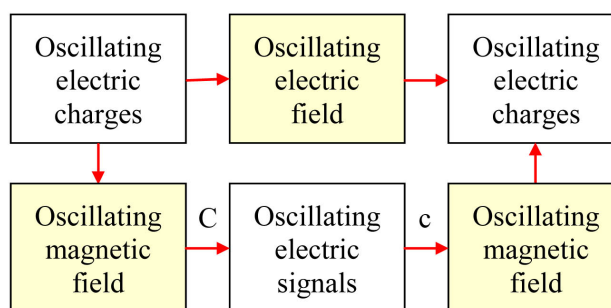 Oscillating
electric
charges
Oscillating
electric
field
Oscillating
electric
charges
Oscillating
magnetic
field
C
Oscillating
electric
signals
c
Oscillating
magnetic
field